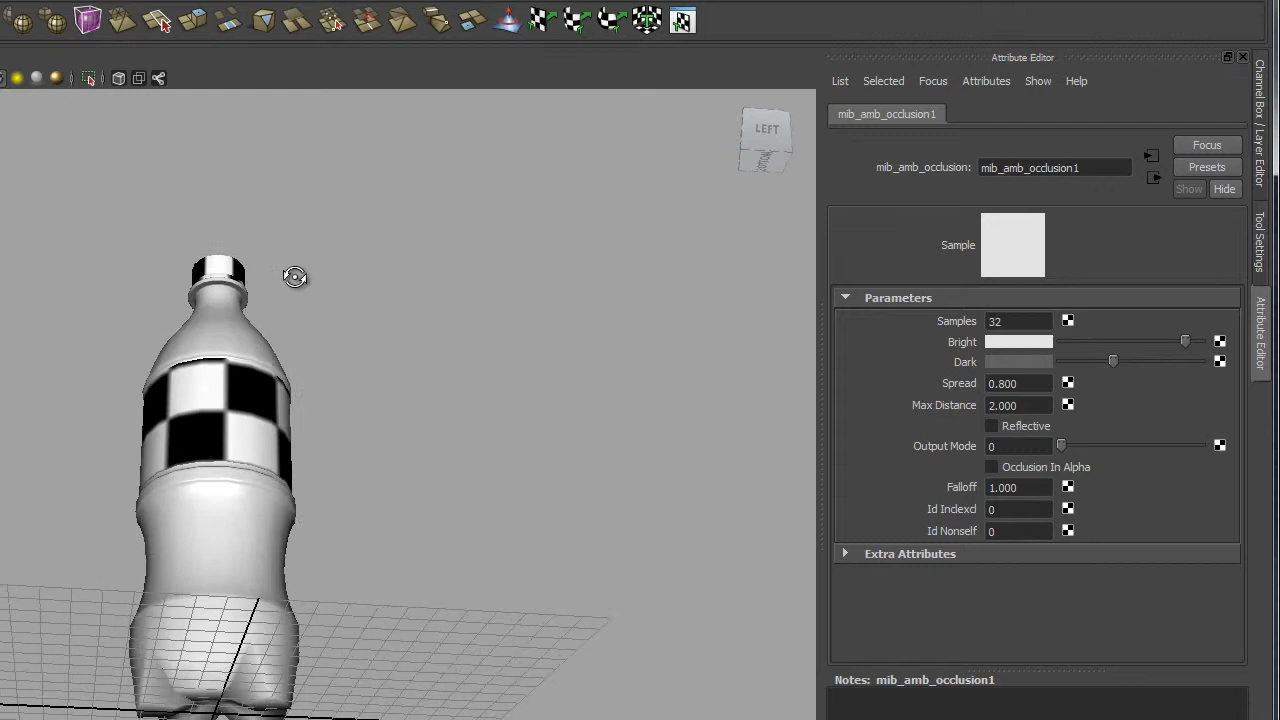 Attribute Editor
List Selected Focus Attributes Show Help
mib_amb_occlusion1
mib_amb_occlusion: mib_amb_occlusion1
Focus
Presets
Show Hide
Sample
Parameters
Samples 32
Bright
Dark
Spread 0.800
Max Distance 2.000
Reflective
Output Mode 0
Occlusion In Alpha
Falloff 1.000
Id Inclexcl 0
Id Nonself 0
Extra Attributes
Notes: mib_amb_occlusion1
Channel Box / Layer Editor
Tool Settings
Attribute Editor
LEFT
BOTTOM